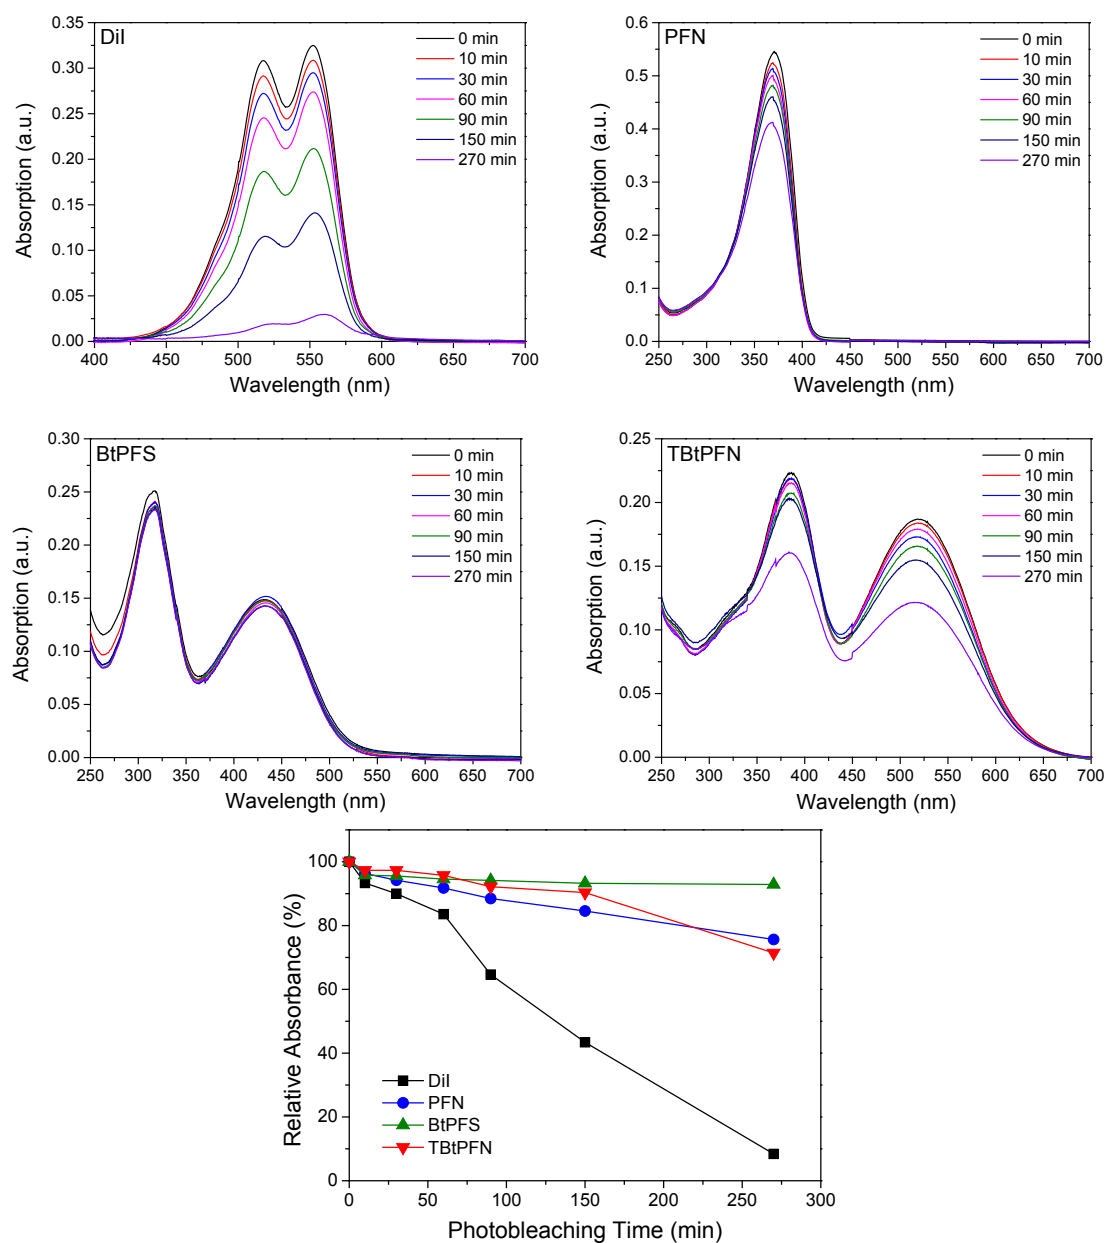 DiI
0 min
10 min
30 min
60 min
90 min
150 min
270 min
0.35
0.30
0.25
0.20
0.15
0.10
0.05
0.00
Absorption (a.u.)
400 450 500 550 600 650 700
Wavelength (nm)
PFN
0 min
10 min
30 min
60 min
90 min
150 min
270 min
0.6
0.5
0.4
0.3
0.2
0.1
0.0
Absorption (a.u.)
250 300 350 400 450 500 550 600 650 700
Wavelength (nm)
BtPFS
0 min
10 min
30 min
60 min
90 min
150 min
270 min
0.30
0.25
0.20
0.15
0.10
0.05
0.00
Absorption (a.u.)
250 300 350 400 450 500 550 600 650 700
Wavelength (nm)
TBtPFN
0 min
10 min
30 min
60 min
90 min
150 min
270 min
0.25
0.20
0.15
0.10
0.05
0.00
Absorption (a.u.)
250 300 350 400 450 500 550 600 650 700
Wavelength (nm)
100
80
60
40
20
0
Relative Absorbance (%)
DiI
PFN
BtPFS
TBtPFN
0 50 100 150 200 250 300
Photobleaching Time (min)